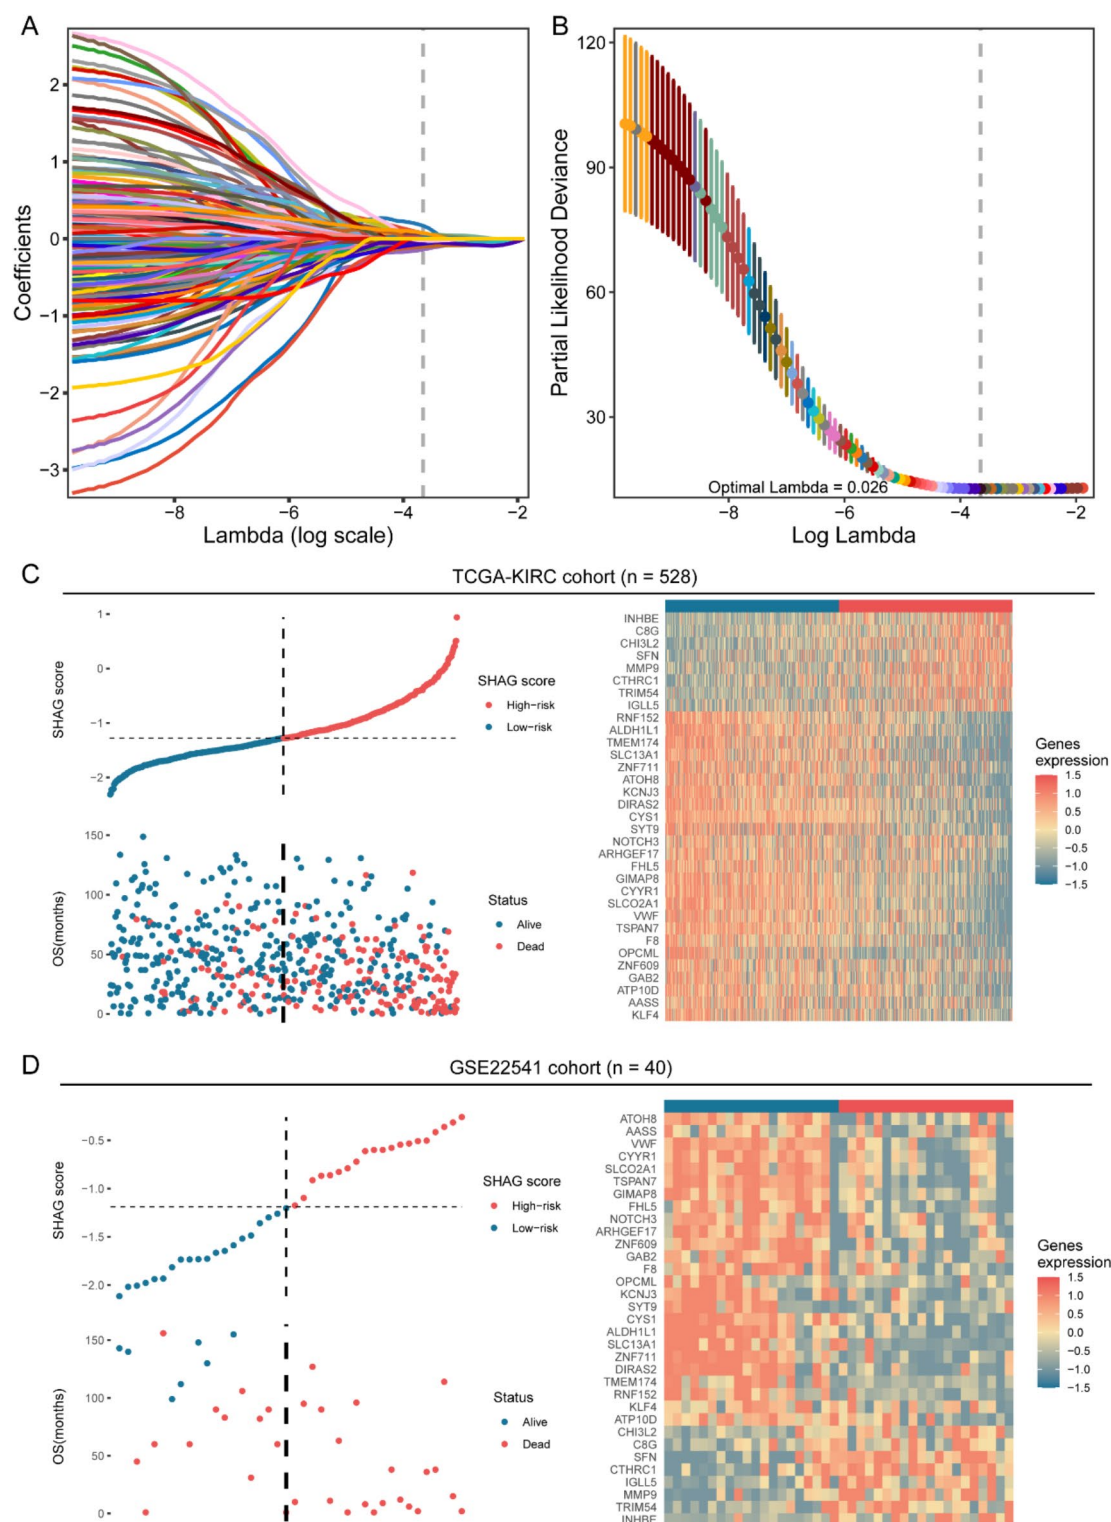 A
B
2
1
0
−1
−2
−3
Coefficients
−8
−6
−4
−2
Lambda (log scale)
120
90
60
30
Partial Likelihood Deviance
Optimal Lambda = 0.026
−8
−6
−4
−2
Log Lambda
C
TCGA-KIRC cohort (n = 528)
1
0
−1
−2
SHAG score
SHAG score
High−risk
Low−risk
150
100
50
0
OS(months)
Status
Alive
Dead
INHBE
C8G
CHI3L2
SFN
MMP9
CTHRC1
TRIM54
IGLL5
RNF152
ALDH1L1
TMEM174
SLC13A1
ZNF711
ATOH8
KCNJ3
DIRAS2
CYS1
SYT9
NOTCH3
ARHGEF17
FHL5
GIMAP8
CYYR1
SLCO2A1
VWF
TSPAN7
F8
OPCML
ZNF609
GAB2
ATP10D
AASS
KLF4
Genes
expression
1.5
1.0
0.5
0.0
−0.5
−1.0
−1.5
D
GSE22541 cohort (n = 40)
−0.5
−1.0
−1.5
−2.0
SHAG score
SHAG score
High−risk
Low−risk
150
100
50
0
OS(months)
Status
Alive
Dead
ATOH8
AASS
VWF
CYYR1
SLCO2A1
TSPAN7
GIMAP8
FHL5
NOTCH3
ARHGEF17
ZNF609
GAB2
F8
OPCML
KCNJ3
SYT9
CYS1
ALDH1L1
SLC13A1
ZNF711
DIRAS2
TMEM174
RNF152
KLF4
ATP10D
CHI3L2
C8G
SFN
CTHRC1
IGLL5
MMP9
TRIM54
INHBE
Genes
expression
1.5
1.0
0.5
0.0
−0.5
−1.0
−1.5